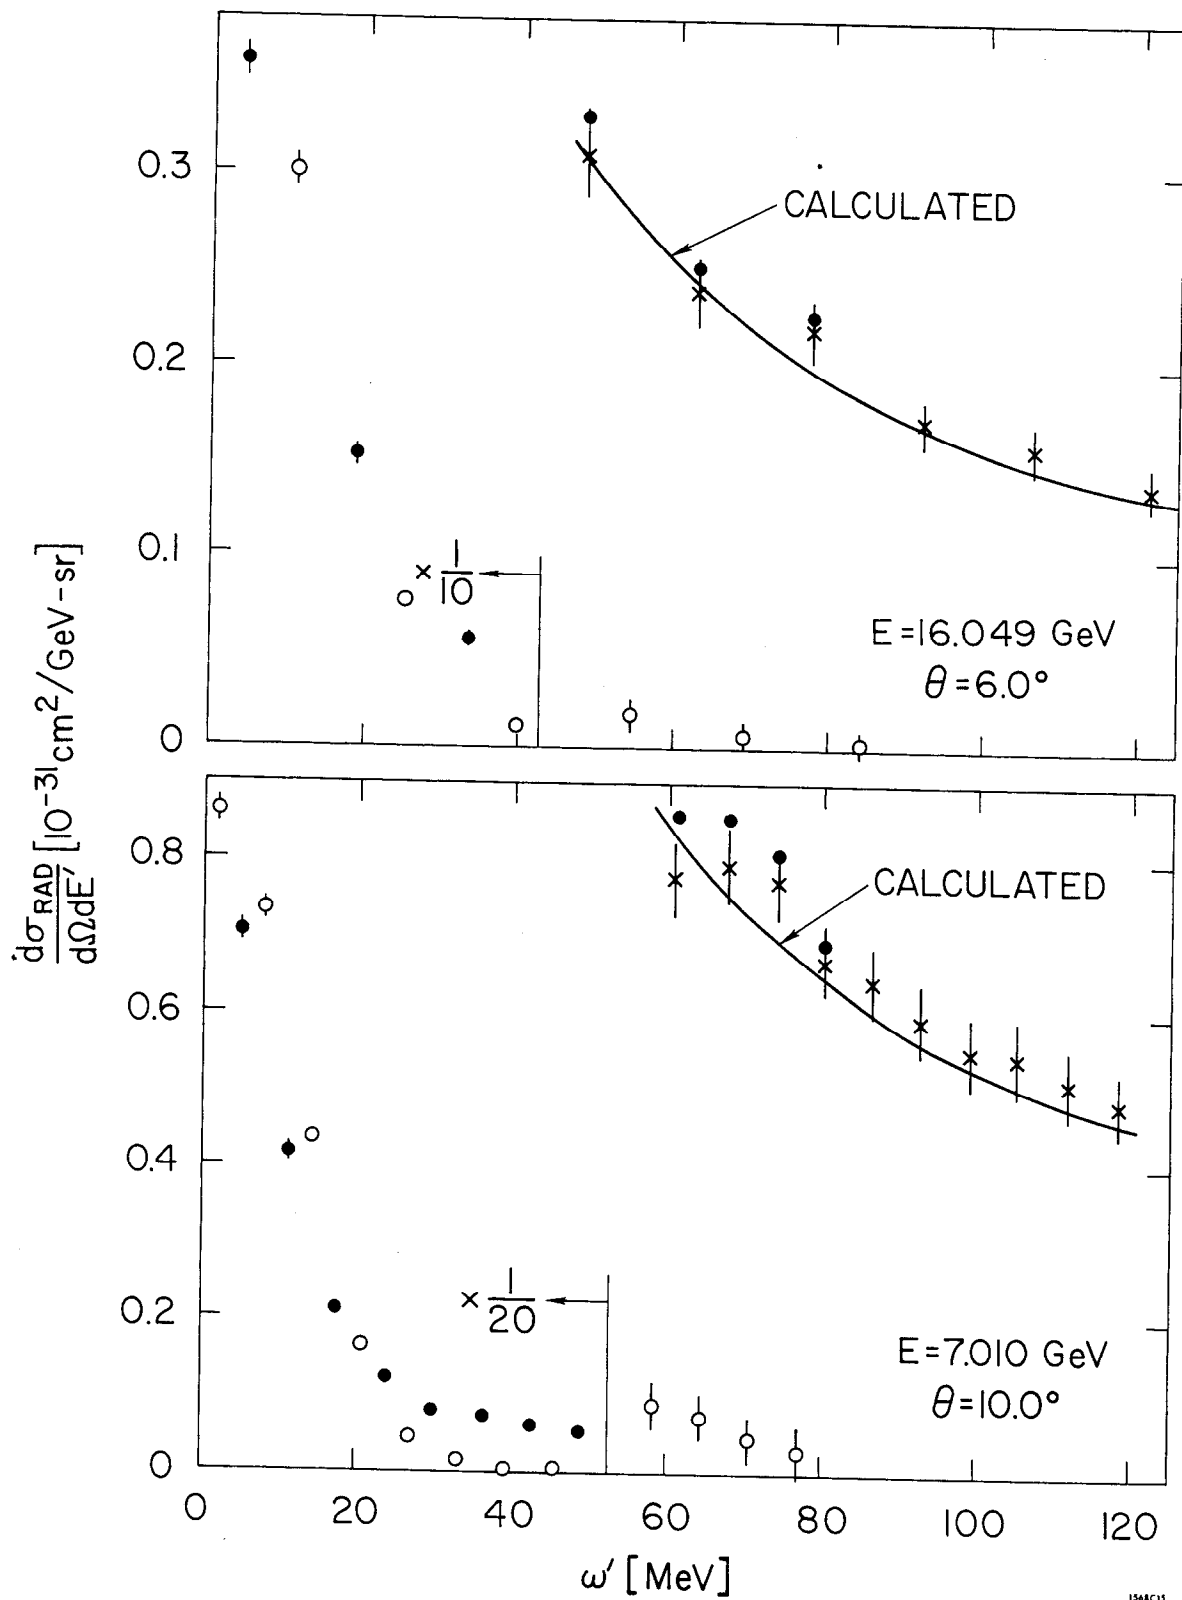 0.3
0.2
0.1
0
CALCULATED
× 1/10
E = 16.049 GeV
θ = 6.0°
dσRAD/dΩdE′ [10⁻³¹ cm²/GeV-sr]
0.8
0.6
0.4
0.2
0
CALCULATED
× 1/20
E = 7.010 GeV
θ = 10.0°
0 20 40 60 80 100 120
ω′ [MeV]